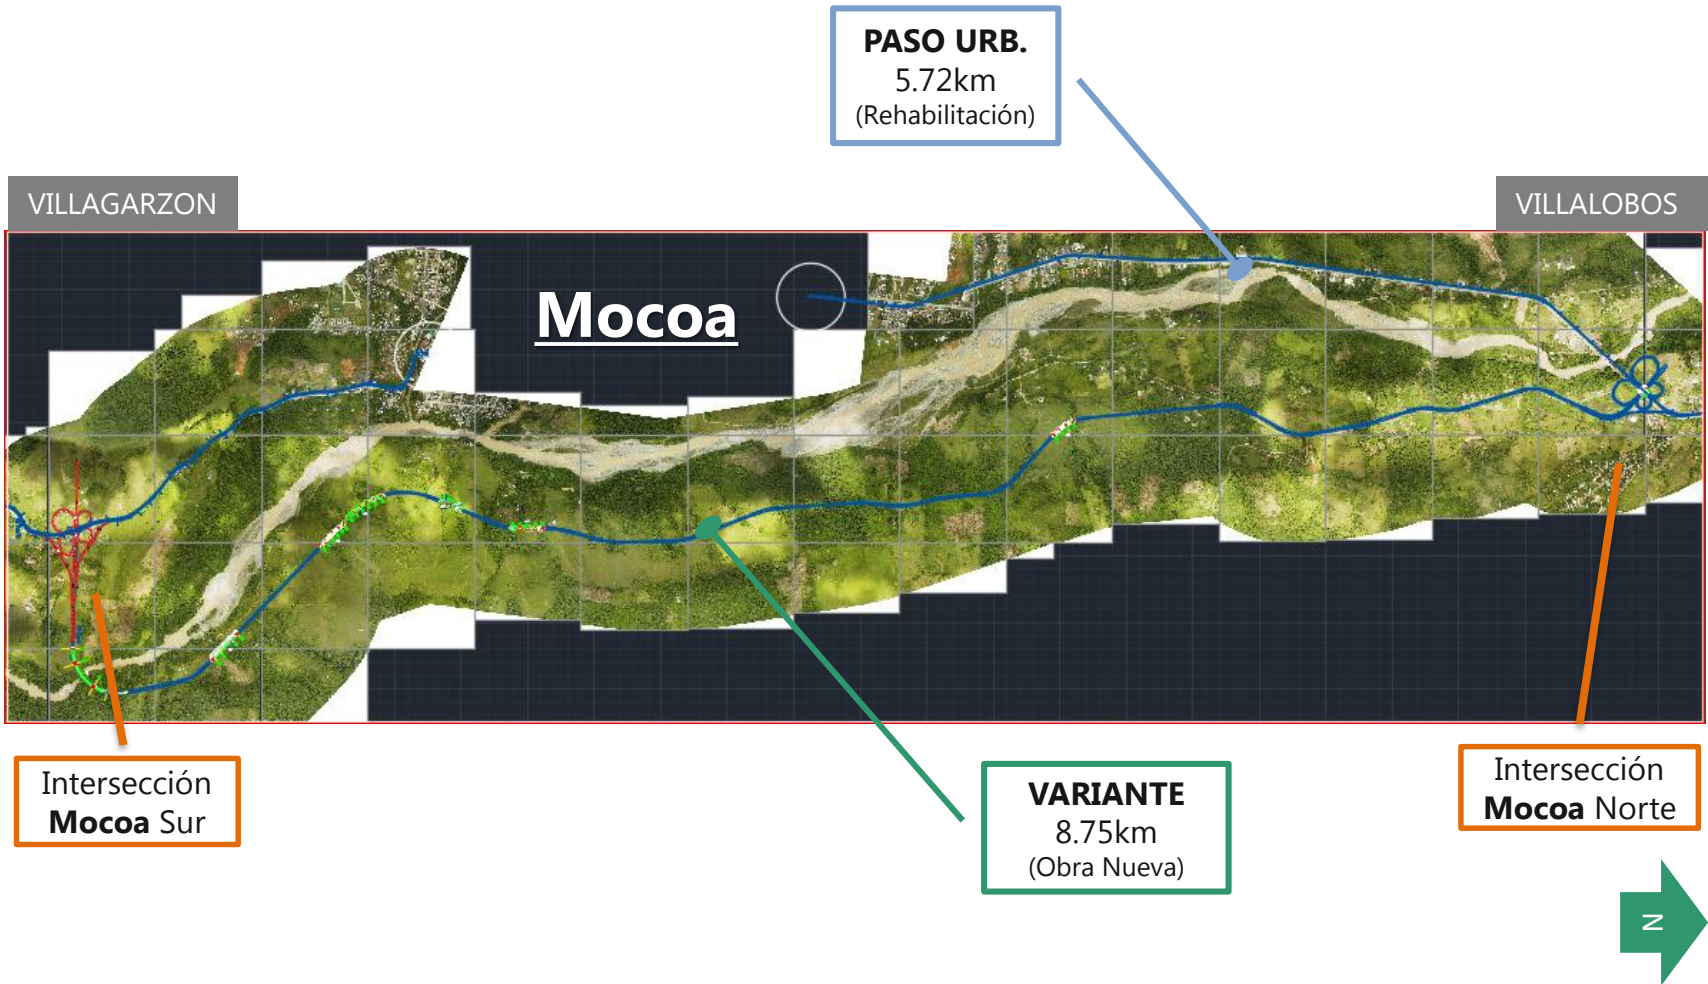 PASO URB.
5.72km
(Rehabilitación)
VILLAGARZON
VILLALOBOS
Mocoa
Intersección
Mocoa Sur
VARIANTE
8.75km
(Obra Nueva)
Intersección
Mocoa Norte
N